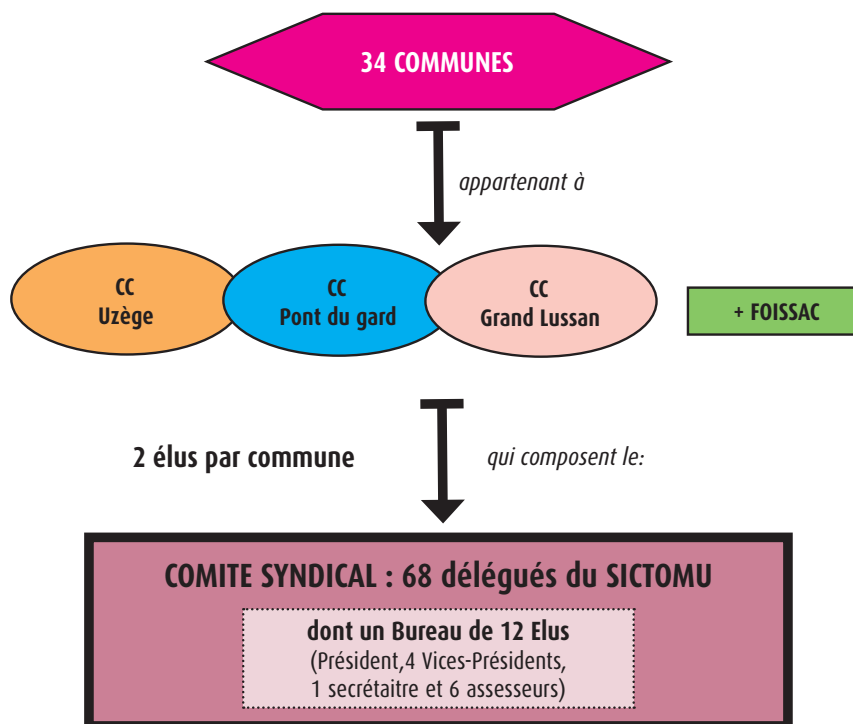 34 COMMUNES
appartenant à
CC
Uzège
CC
Pont du gard
CC
Grand Lussan
+ FOISSAC
2 élus par commune
qui composent le:
COMITE SYNDICAL : 68 délégués du SICTOMU
dont un Bureau de 12 Elus
(Président,4 Vices-Présidents,
1 secrétaitre et 6 assesseurs)